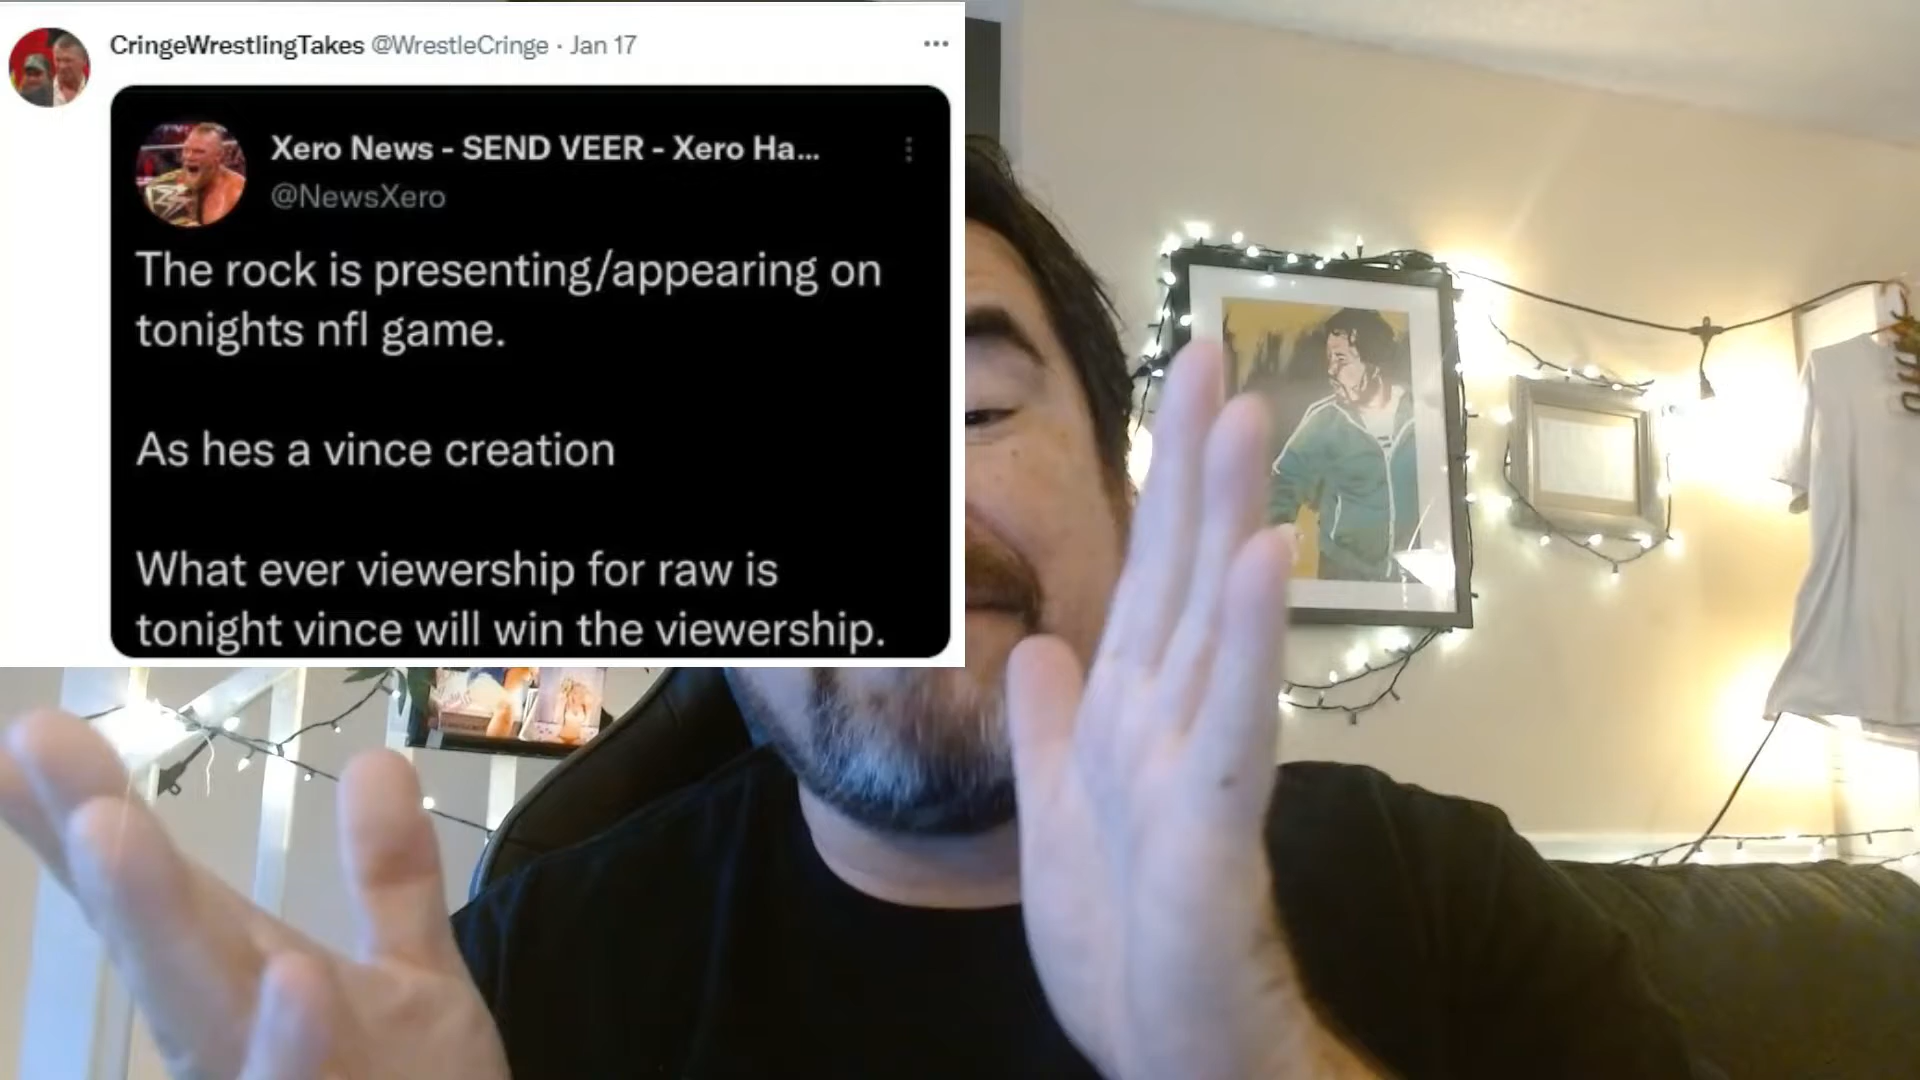 CringeWrestlingTakes @WrestleCringe · Jan 17
Xero News - SEND VEER - Xero Ha...
@NewsXero
The rock is presenting/appearing on
tonights nfl game.
As hes a vince creation
What ever viewership for raw is
tonight vince will win the viewership.